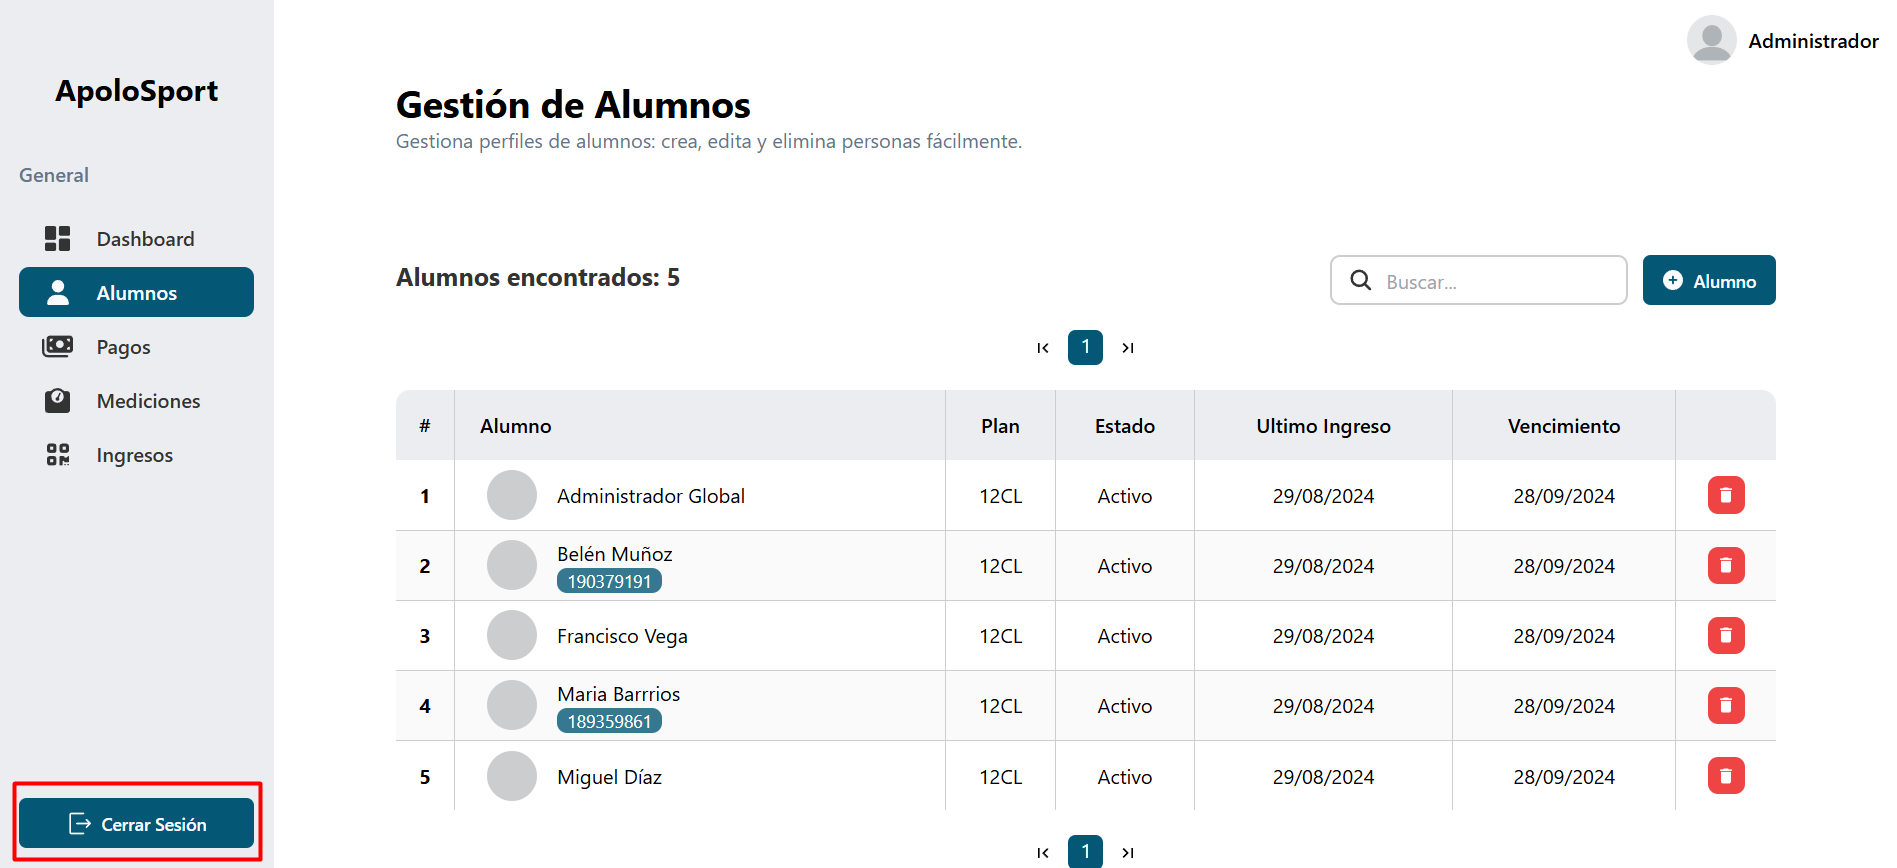 Administrador
ApoloSport
Gestión de Alumnos
Gestiona perfiles de alumnos: crea, edita y elimina personas fácilmente.
General
Dashboard
Alumnos
Pagos
Mediciones
Ingresos
Cerrar Sesión
Alumnos encontrados: 5
Buscar...
Alumno
1
# Alumno Plan Estado Ultimo Ingreso Vencimiento
1 Administrador Global 12CL Activo 29/08/2024 28/09/2024
2 Belén Muñoz 190379191 12CL Activo 29/08/2024 28/09/2024
3 Francisco Vega 12CL Activo 29/08/2024 28/09/2024
4 Maria Barrrios 189359861 12CL Activo 29/08/2024 28/09/2024
5 Miguel Díaz 12CL Activo 29/08/2024 28/09/2024
1